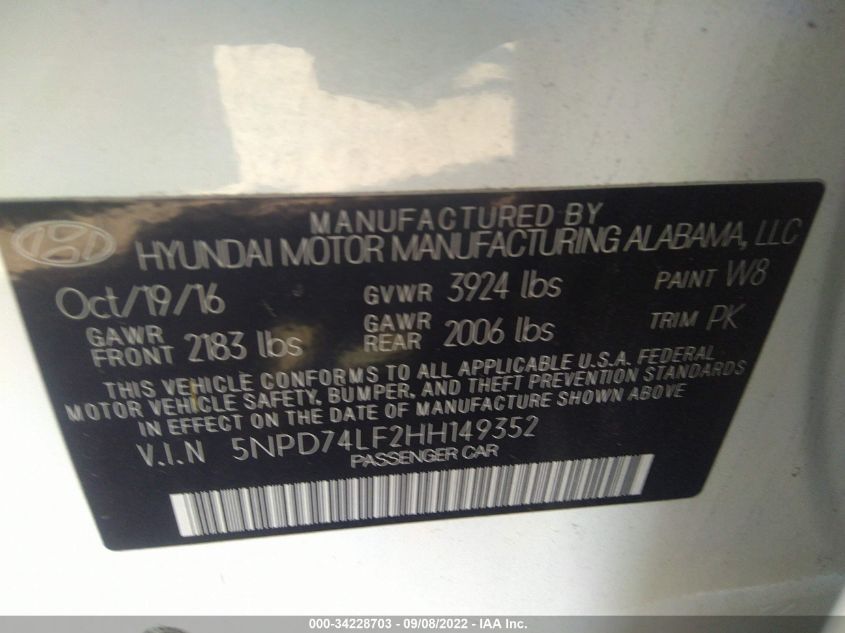 MANUFACTURED BY
HYUNDAI MOTOR MANUFACTURING ALABAMA, LLC
Oct/19/16 GVWR 3924 lbs PAINT W8
GAWR FRONT 2183 lbs GAWR REAR 2006 lbs TRIM PK
THIS VEHICLE CONFORMS TO ALL APPLICABLE U.S.A. FEDERAL
MOTOR VEHICLE SAFETY, BUMPER, AND THEFT PREVENTION STANDARDS
IN EFFECT ON THE DATE OF MANUFACTURE SHOWN ABOVE
V.I.N 5NPD74LF2HH149352
PASSENGER CAR
000-34228703 - 09/08/2022 - IAA Inc.